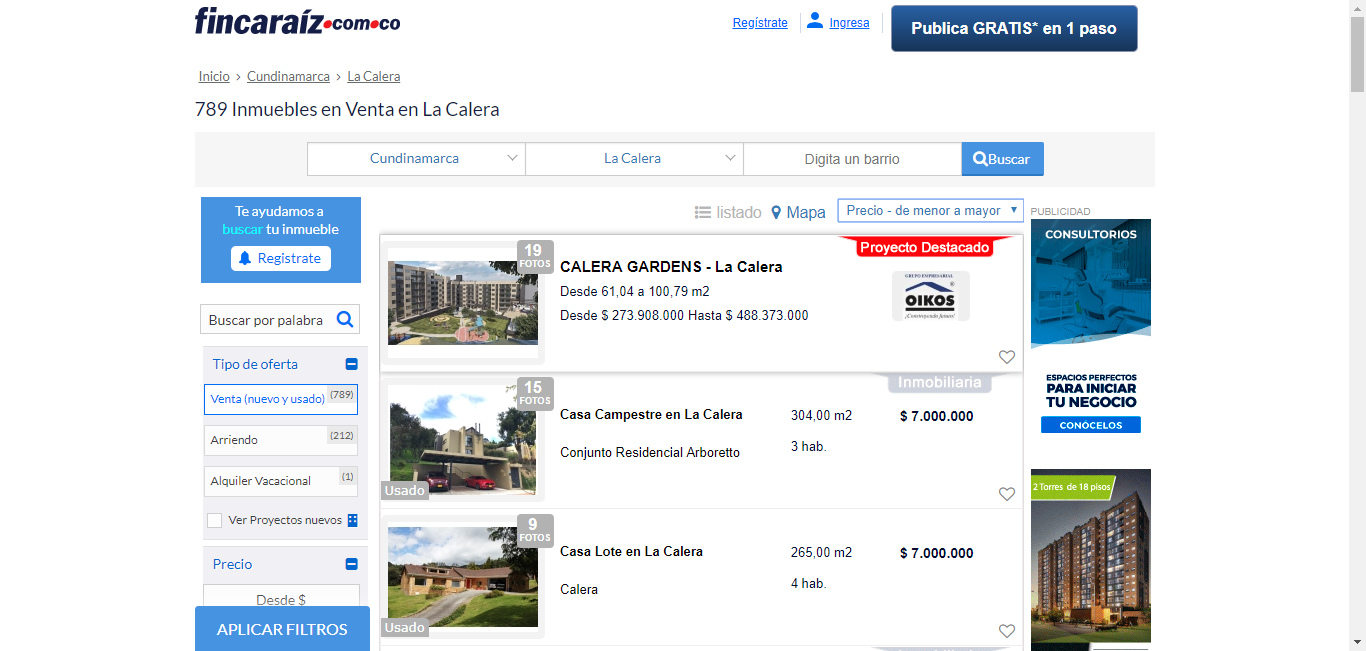 fincaraíz.com.co
Regístrate
Ingresa
Publica GRATIS* en 1 paso
Inicio › Cundinamarca › La Calera
789 Inmuebles en Venta en La Calera
Cundinamarca
La Calera
Digita un barrio
Buscar
Te ayudamos a
buscar tu inmueble
Registrate
Buscar por palabra
Tipo de oferta
Venta (nuevo y usado) (789)
Arriendo (212)
Alquiler Vacacional (1)
Ver Proyectos nuevos
Precio
Desde $
APLICAR FILTROS
listado
Mapa
Precio - de menor a mayor
19
FOTOS
CALERA GARDENS - La Calera
Desde 61,04 a 100,79 m2
Desde $ 273.908.000 Hasta $ 488.373.000
Proyecto Destacado
GRUPO EMPRESARIAL
OIKOS
¡Construyendo futuro!
15
FOTOS
Usado
Casa Campestre en La Calera
Conjunto Residencial Arboretto
304,00 m2
3 hab.
Inmobiliaria
$ 7.000.000
9
FOTOS
Usado
Casa Lote en La Calera
Calera
265,00 m2
4 hab.
$ 7.000.000
PUBLICIDAD
CONSULTORIOS
ESPACIOS PERFECTOS
PARA INICIAR
TU NEGOCIO
CONÓCELOS
2 Torres de 18 pisos